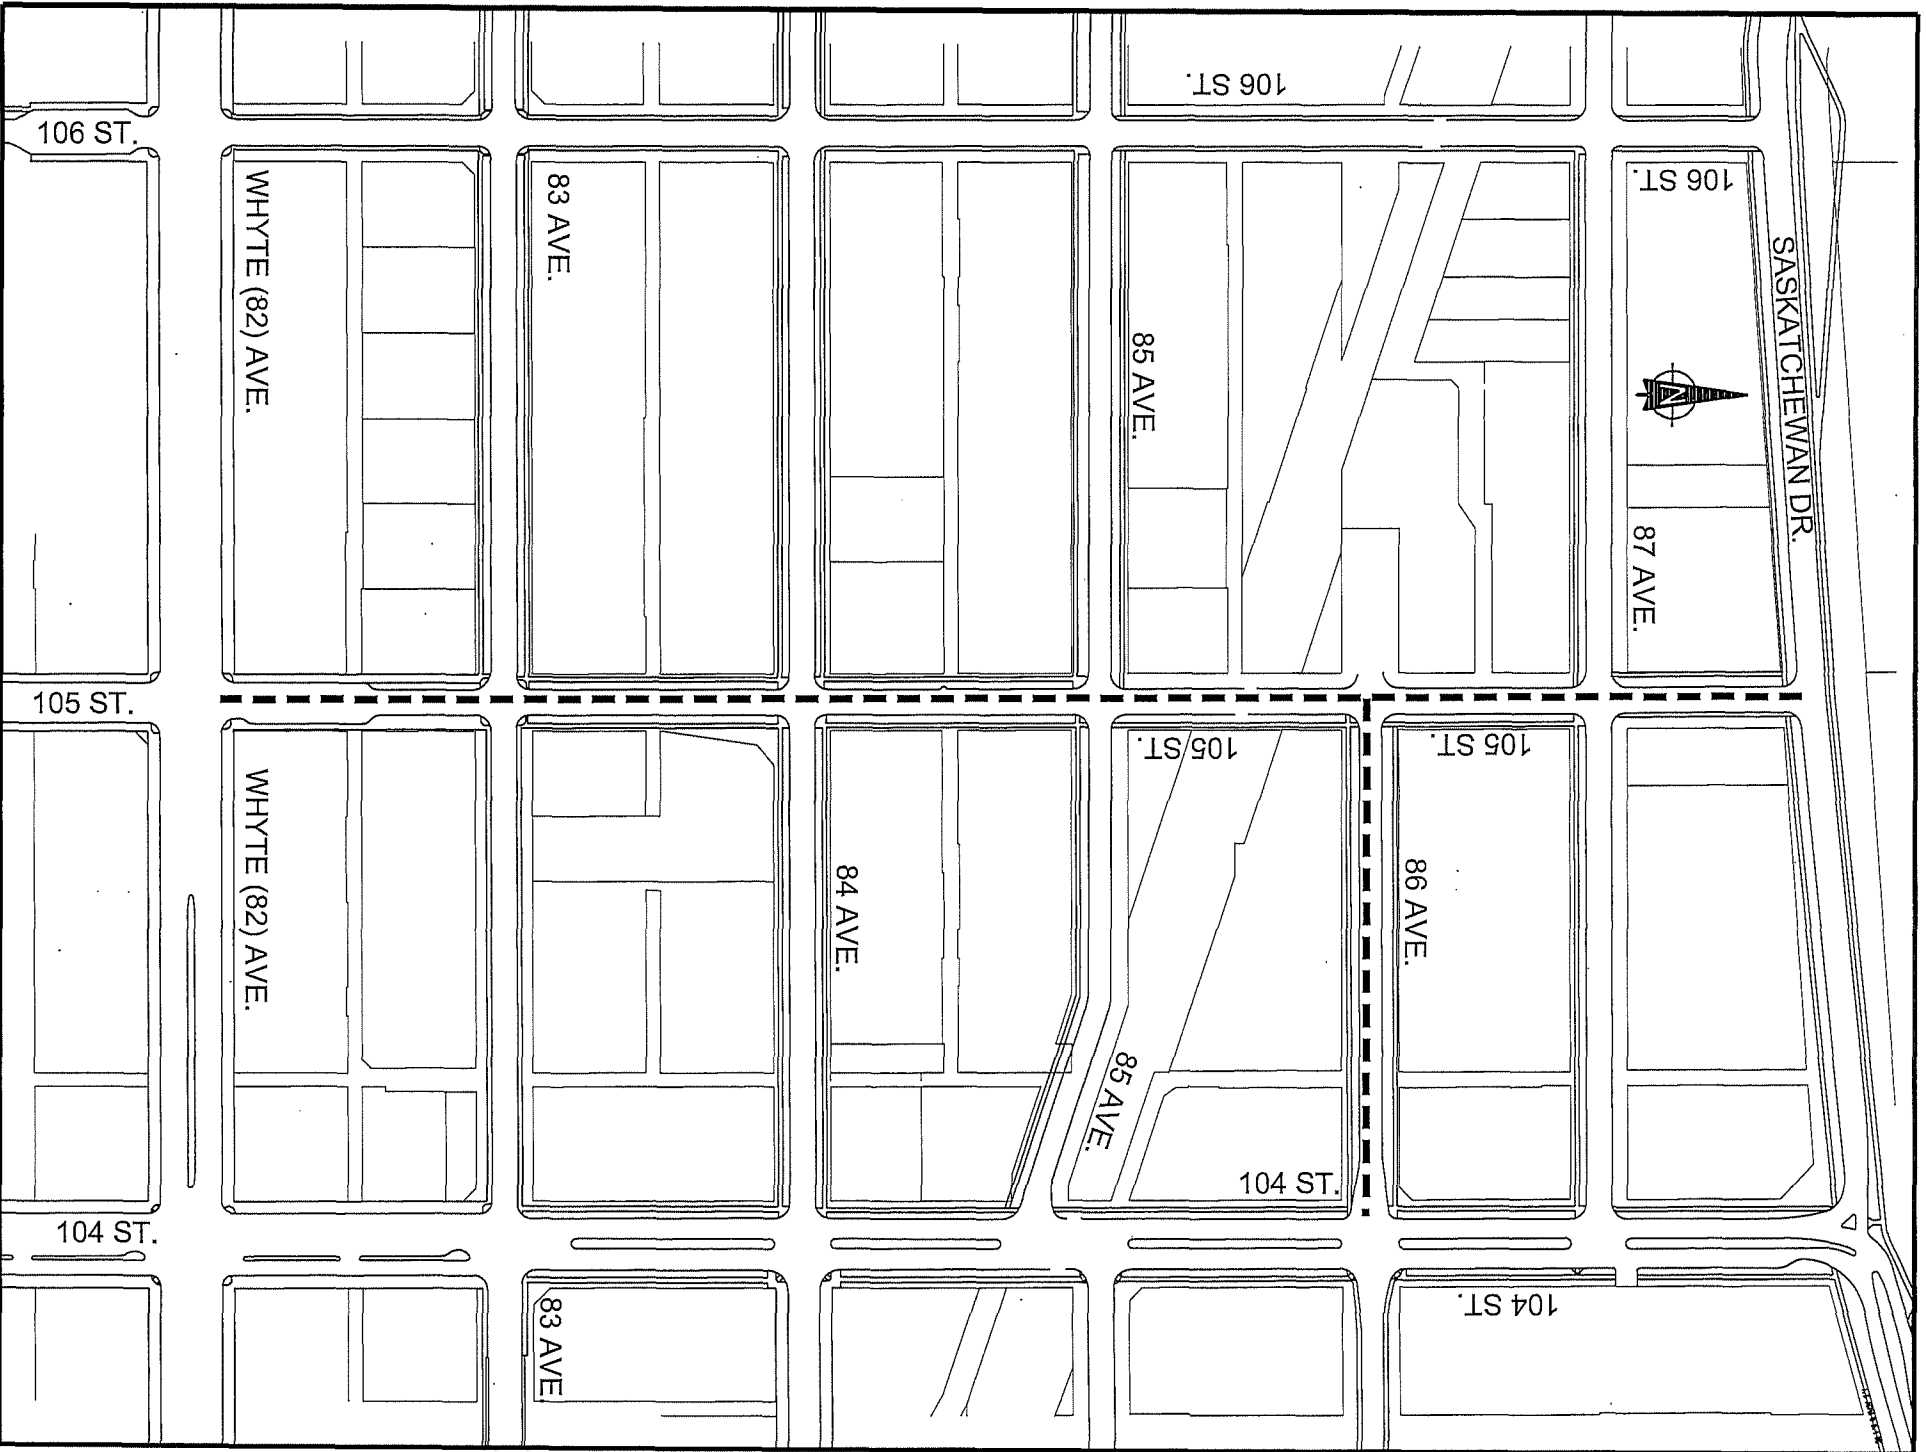 106 ST.
106 ST.
106 ST.
WHYTE (82) AVE.
83 AVE.
85 AVE.
SASKATCHEWAN DR.
N
87 AVE.
105 ST.
105 ST.
105 ST.
WHYTE (82) AVE.
84 AVE.
86 AVE.
85 AVE.
104 ST.
104 ST.
83 AVE.
104 ST.